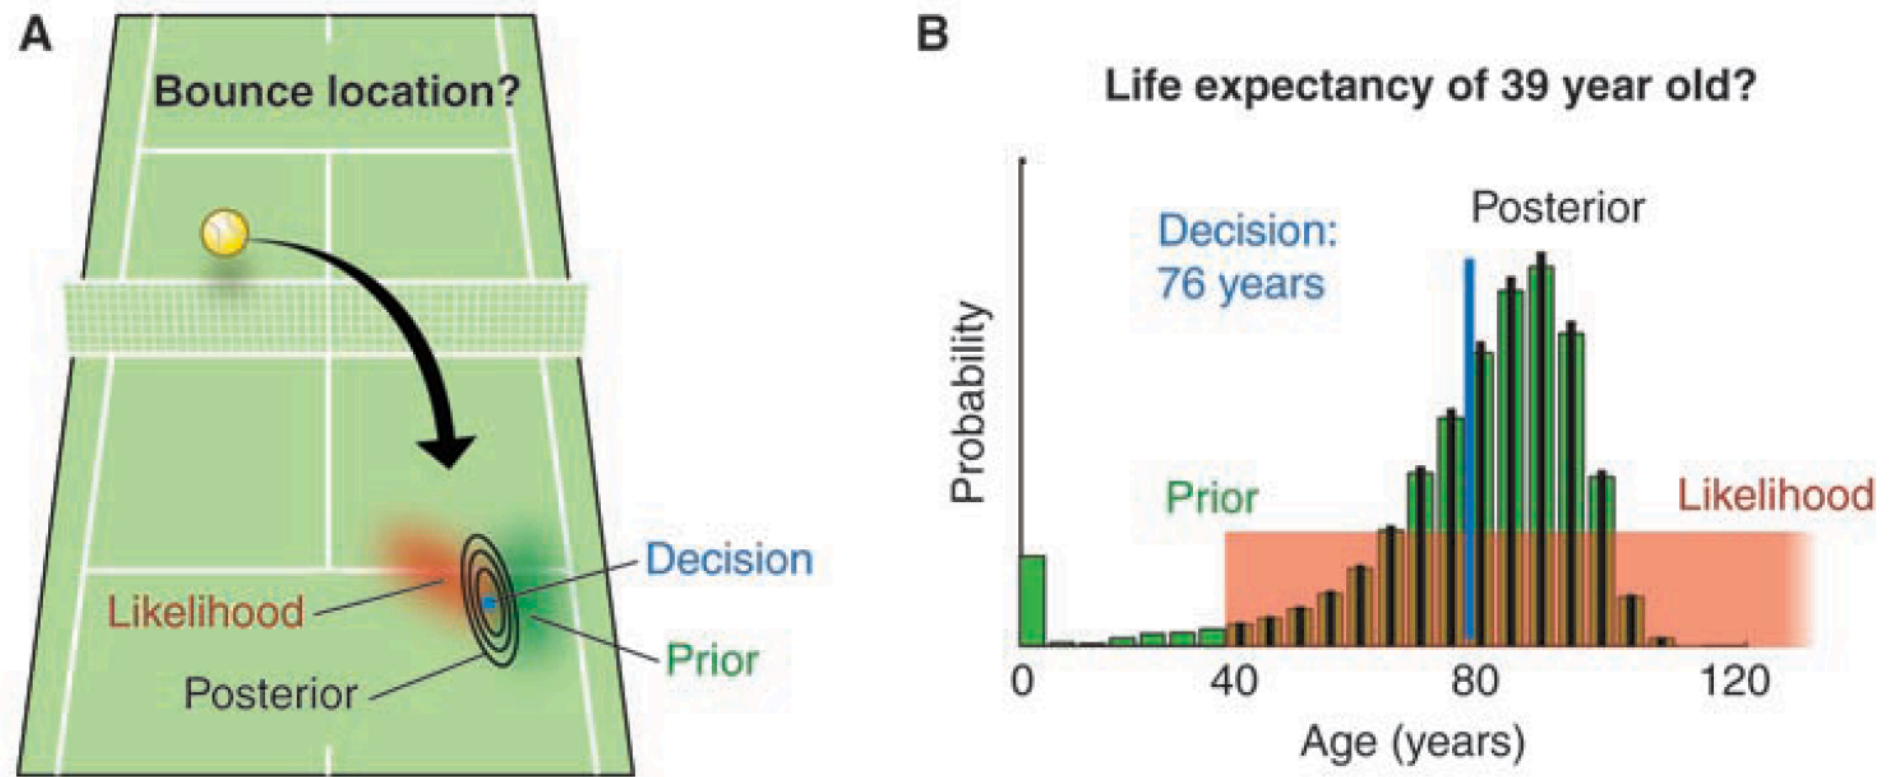 A
Bounce location?
Decision
Likelihood
Prior
Posterior
B
Life expectancy of 39 year old?
Posterior
Decision:
76 years
Probability
Prior
Likelihood
0 40 80 120
Age (years)